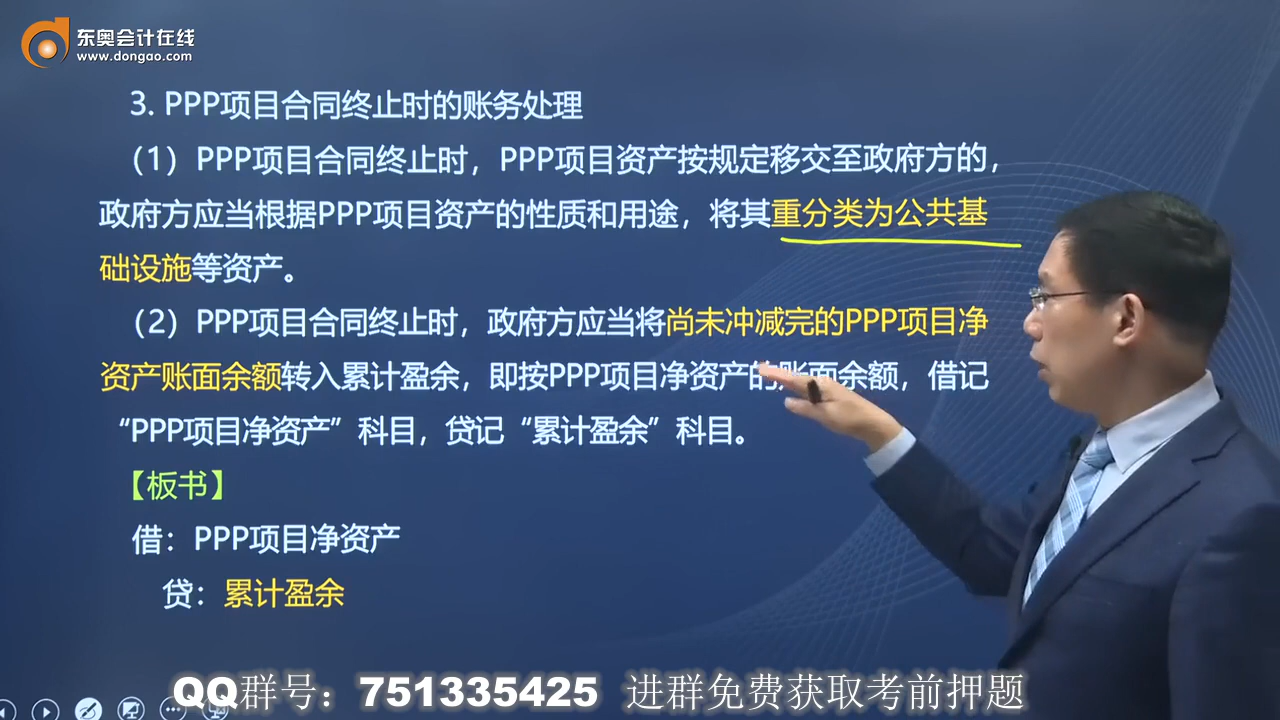 东奥会计在线
www.dongao.com
3. PPP项目合同终止时的账务处理
（1）PPP项目合同终止时，PPP项目资产按规定移交至政府方的，
政府方应当根据PPP项目资产的性质和用途，将其重分类为公共基
础设施等资产。
（2）PPP项目合同终止时，政府方应当将尚未冲减完的PPP项目净
资产账面余额转入累计盈余，即按PPP项目净资产的账面余额，借记
“PPP项目净资产”科目，贷记“累计盈余”科目。
【板书】
借：PPP项目净资产
贷：累计盈余
QQ群号：751335425 进群免费获取考前押题